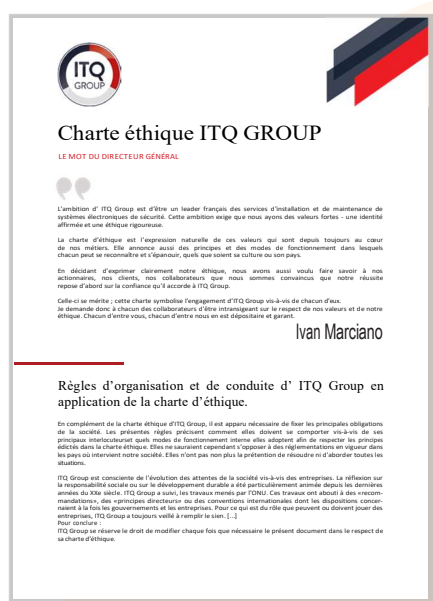 ITQ
GROUP
Charte éthique ITQ GROUP
LE MOT DU DIRECTEUR GÉNÉRAL
L'ambition d' ITQ Group est d'être un leader français des services d'installation et de maintenance de
systèmes électroniques de sécurité. Cette ambition exige que nous ayons des valeurs fortes - une identité
affirmée et une éthique rigoureuse.
La charte d'éthique est l'expression naturelle de ces valeurs qui sont depuis toujours au cœur
de nos métiers. Elle annonce aussi des principes et des modes de fonctionnement dans lesquels
chacun peut se reconnaître et s'épanouir, quels que soient sa culture ou son pays.
En décidant d'exprimer clairement notre éthique, nous avons aussi voulu faire savoir à nos
actionnaires, nos clients, nos collaborateurs que nous sommes convaincus que notre réussite
repose d'abord sur la confiance qu'il accorde à ITQ Group.
Celle-ci se mérite ; cette charte symbolise l'engagement d'ITQ Group vis-à-vis de chacun d'eux.
Je demande donc à chacun des collaborateurs d'être intransigeant sur le respect de nos valeurs et de notre
éthique. Chacun d'entre vous, chacun d'entre nous en est dépositaire et garant.
Ivan Marciano
Règles d'organisation et de conduite d' ITQ Group en
application de la charte d'éthique.
En complément de la charte éthique d'ITQ Group, il est apparu nécessaire de fixer les principales obligations
de la société. Les présentes règles précisent comment elles doivent se comporter vis-à-vis de ses
principaux interlocuteurset quels modes de fonctionnement interne elles adoptent afin de respecter les principes
édictés dans la charte éthique. Elles ne sauraient cependant s'opposer à des réglementations en vigueur dans
les pays où intervient notre société. Elles n'ont pas non plus la prétention de résoudre ni d'aborder toutes les
situations.
ITQ Group est consciente de l'évolution des attentes de la société vis-à-vis des entreprises. La réflexion sur
la responsabilité sociale ou sur le développement durable a été particulièrement animée depuis les dernières
années du XXe siècle. ITQ Group a suivi, les travaux menés par l'ONU. Ces travaux ont abouti à des «recom-
mandations», des «principes directeurs» ou des conventions internationales dont les dispositions concer-
naient à la fois les gouvernements et les entreprises. Pour ce qui est du rôle que peuvent ou doivent jouer des
entreprises, ITQ Group a toujours veillé à remplir le sien. [...]
Pour conclure :
ITQ Group se réserve le droit de modifier chaque fois que nécessaire le présent document dans le respect de
sa charte d'éthique.